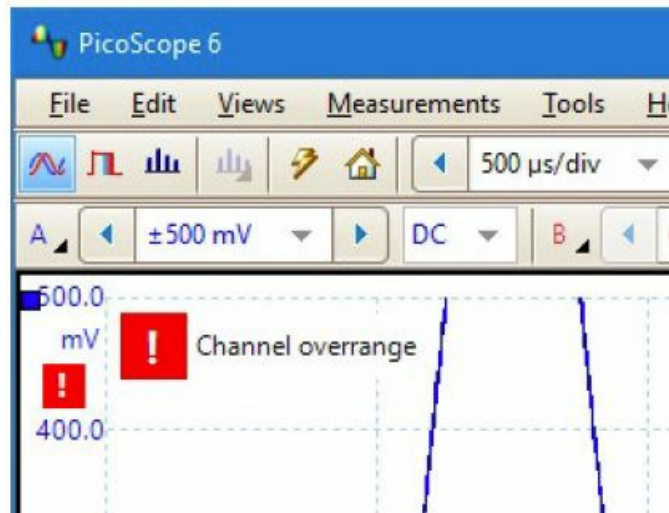 PicoScope 6
File Edit Views Measurements Tools H
500 µs/div
A ±500 mV DC B
500.0
mV
! Channel overrange
!
400.0